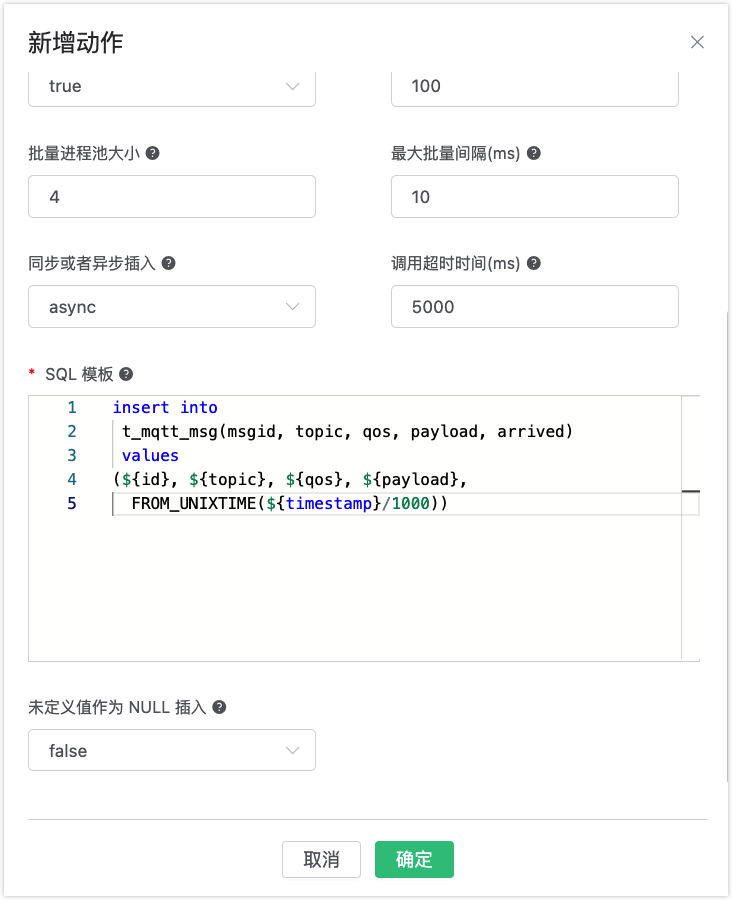 新增动作
true
100
批量进程池大小
最大批量间隔(ms)
4
10
同步或者异步插入
调用超时时间(ms)
async
5000
* SQL 模板
1 insert into
2 t_mqtt_msg(msgid, topic, qos, payload, arrived)
3 values
4 (${id}, ${topic}, ${qos}, ${payload},
5 FROM_UNIXTIME(${timestamp}/1000))
未定义值作为 NULL 插入
false
取消
确定